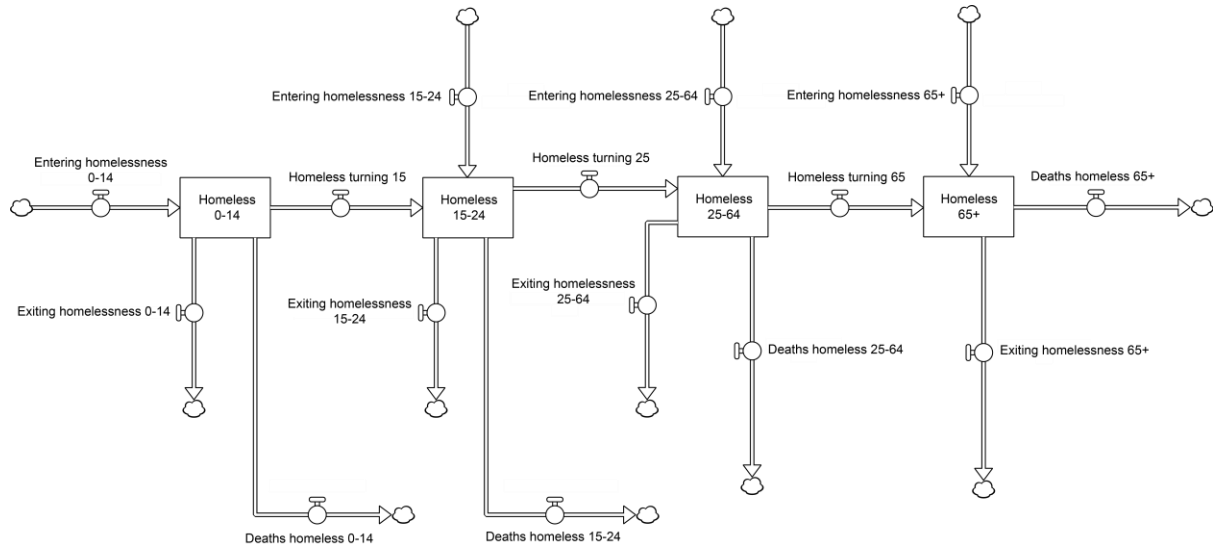 Entering homelessness 15-24
Entering homelessness 25-64
Entering homelessness 65+
Entering homelessness
0-14
Homeless turning 15
Homeless turning 25
Homeless turning 65
Deaths homeless 65+
Homeless
0-14
Homeless
15-24
Homeless
25-64
Homeless
65+
Exiting homelessness 0-14
Exiting homelessness
15-24
Exiting homelessness
25-64
Deaths homeless 25-64
Exiting homelessness 65+
Deaths homeless 0-14
Deaths homeless 15-24